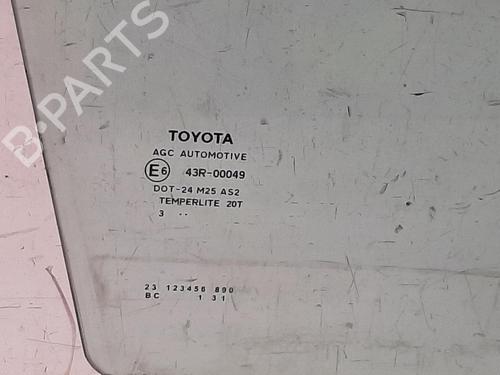 B-PARTS
TOYOTA
AGC AUTOMOTIVE
E6 43R-00049
DOT-24 M25 AS2
TEMPERLITE 20T
3 ..
23 123456 890
BC 1 31